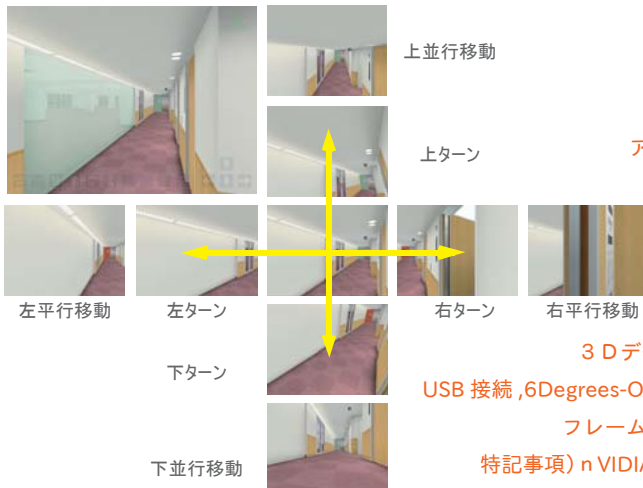 上並行移動
上ターン
ア
左平行移動
左ターン
右ターン
右平行移動
3Dデ
下ターン
USB 接続 ,6Degrees-O
フレーム
特記事項)n VIDIA
下並行移動